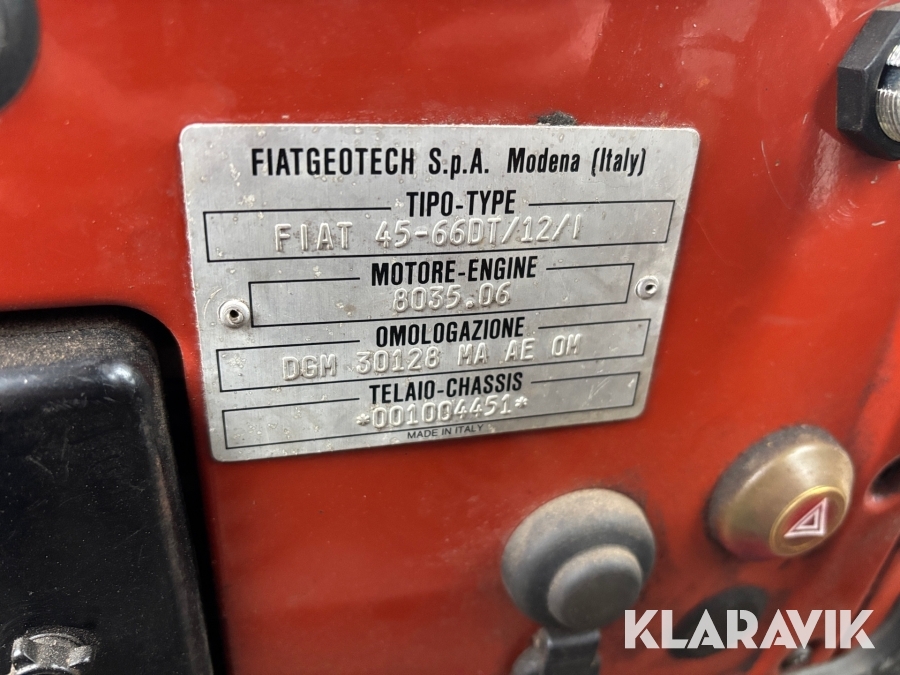 FIATGEOTECH S.p.A. Modena (Italy)
TIPO-TYPE
FIAT 45-66DT/12/I
MOTORE-ENGINE
8035.06
OMOLOGAZIONE
DGM 30128 MA AE OM
TELAIO-CHASSIS
*001004451*
MADE IN ITALY
KLARAVIK